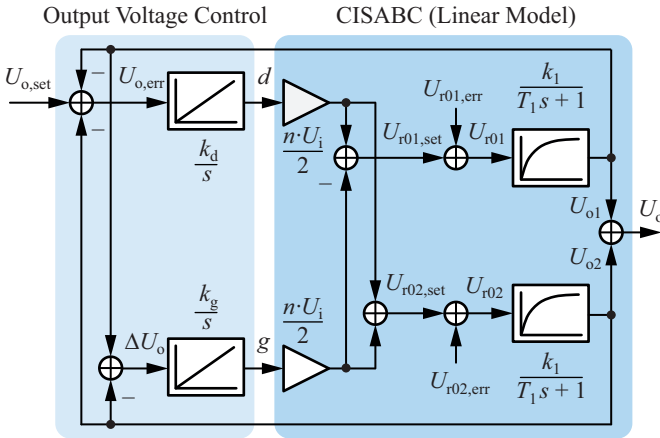 Output Voltage Control
CISABC (Linear Model)
U_o,set
−
−
U_o,err
k_d/s
d
n·U_i/2
−
U_r01,set
U_r01,err
U_r01
k_1/(T_1 s + 1)
U_o1
U_o
U_o2
ΔU_o
−
k_g/s
g
n·U_i/2
U_r02,set
U_r02
U_r02,err
k_1/(T_1 s + 1)